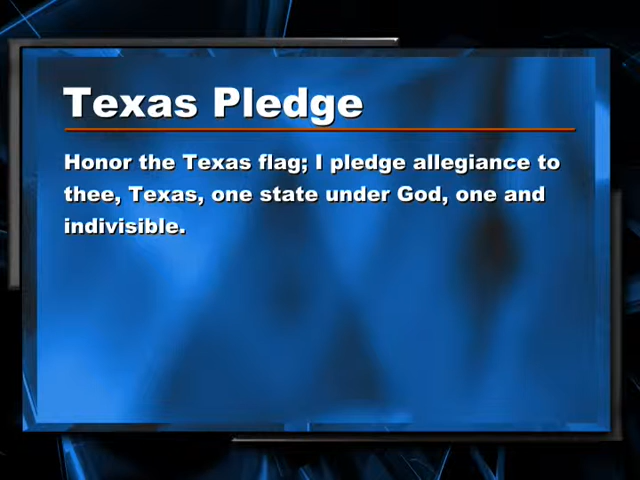 Texas Pledge
Honor the Texas flag; I pledge allegiance to
thee, Texas, one state under God, one and
indivisible.